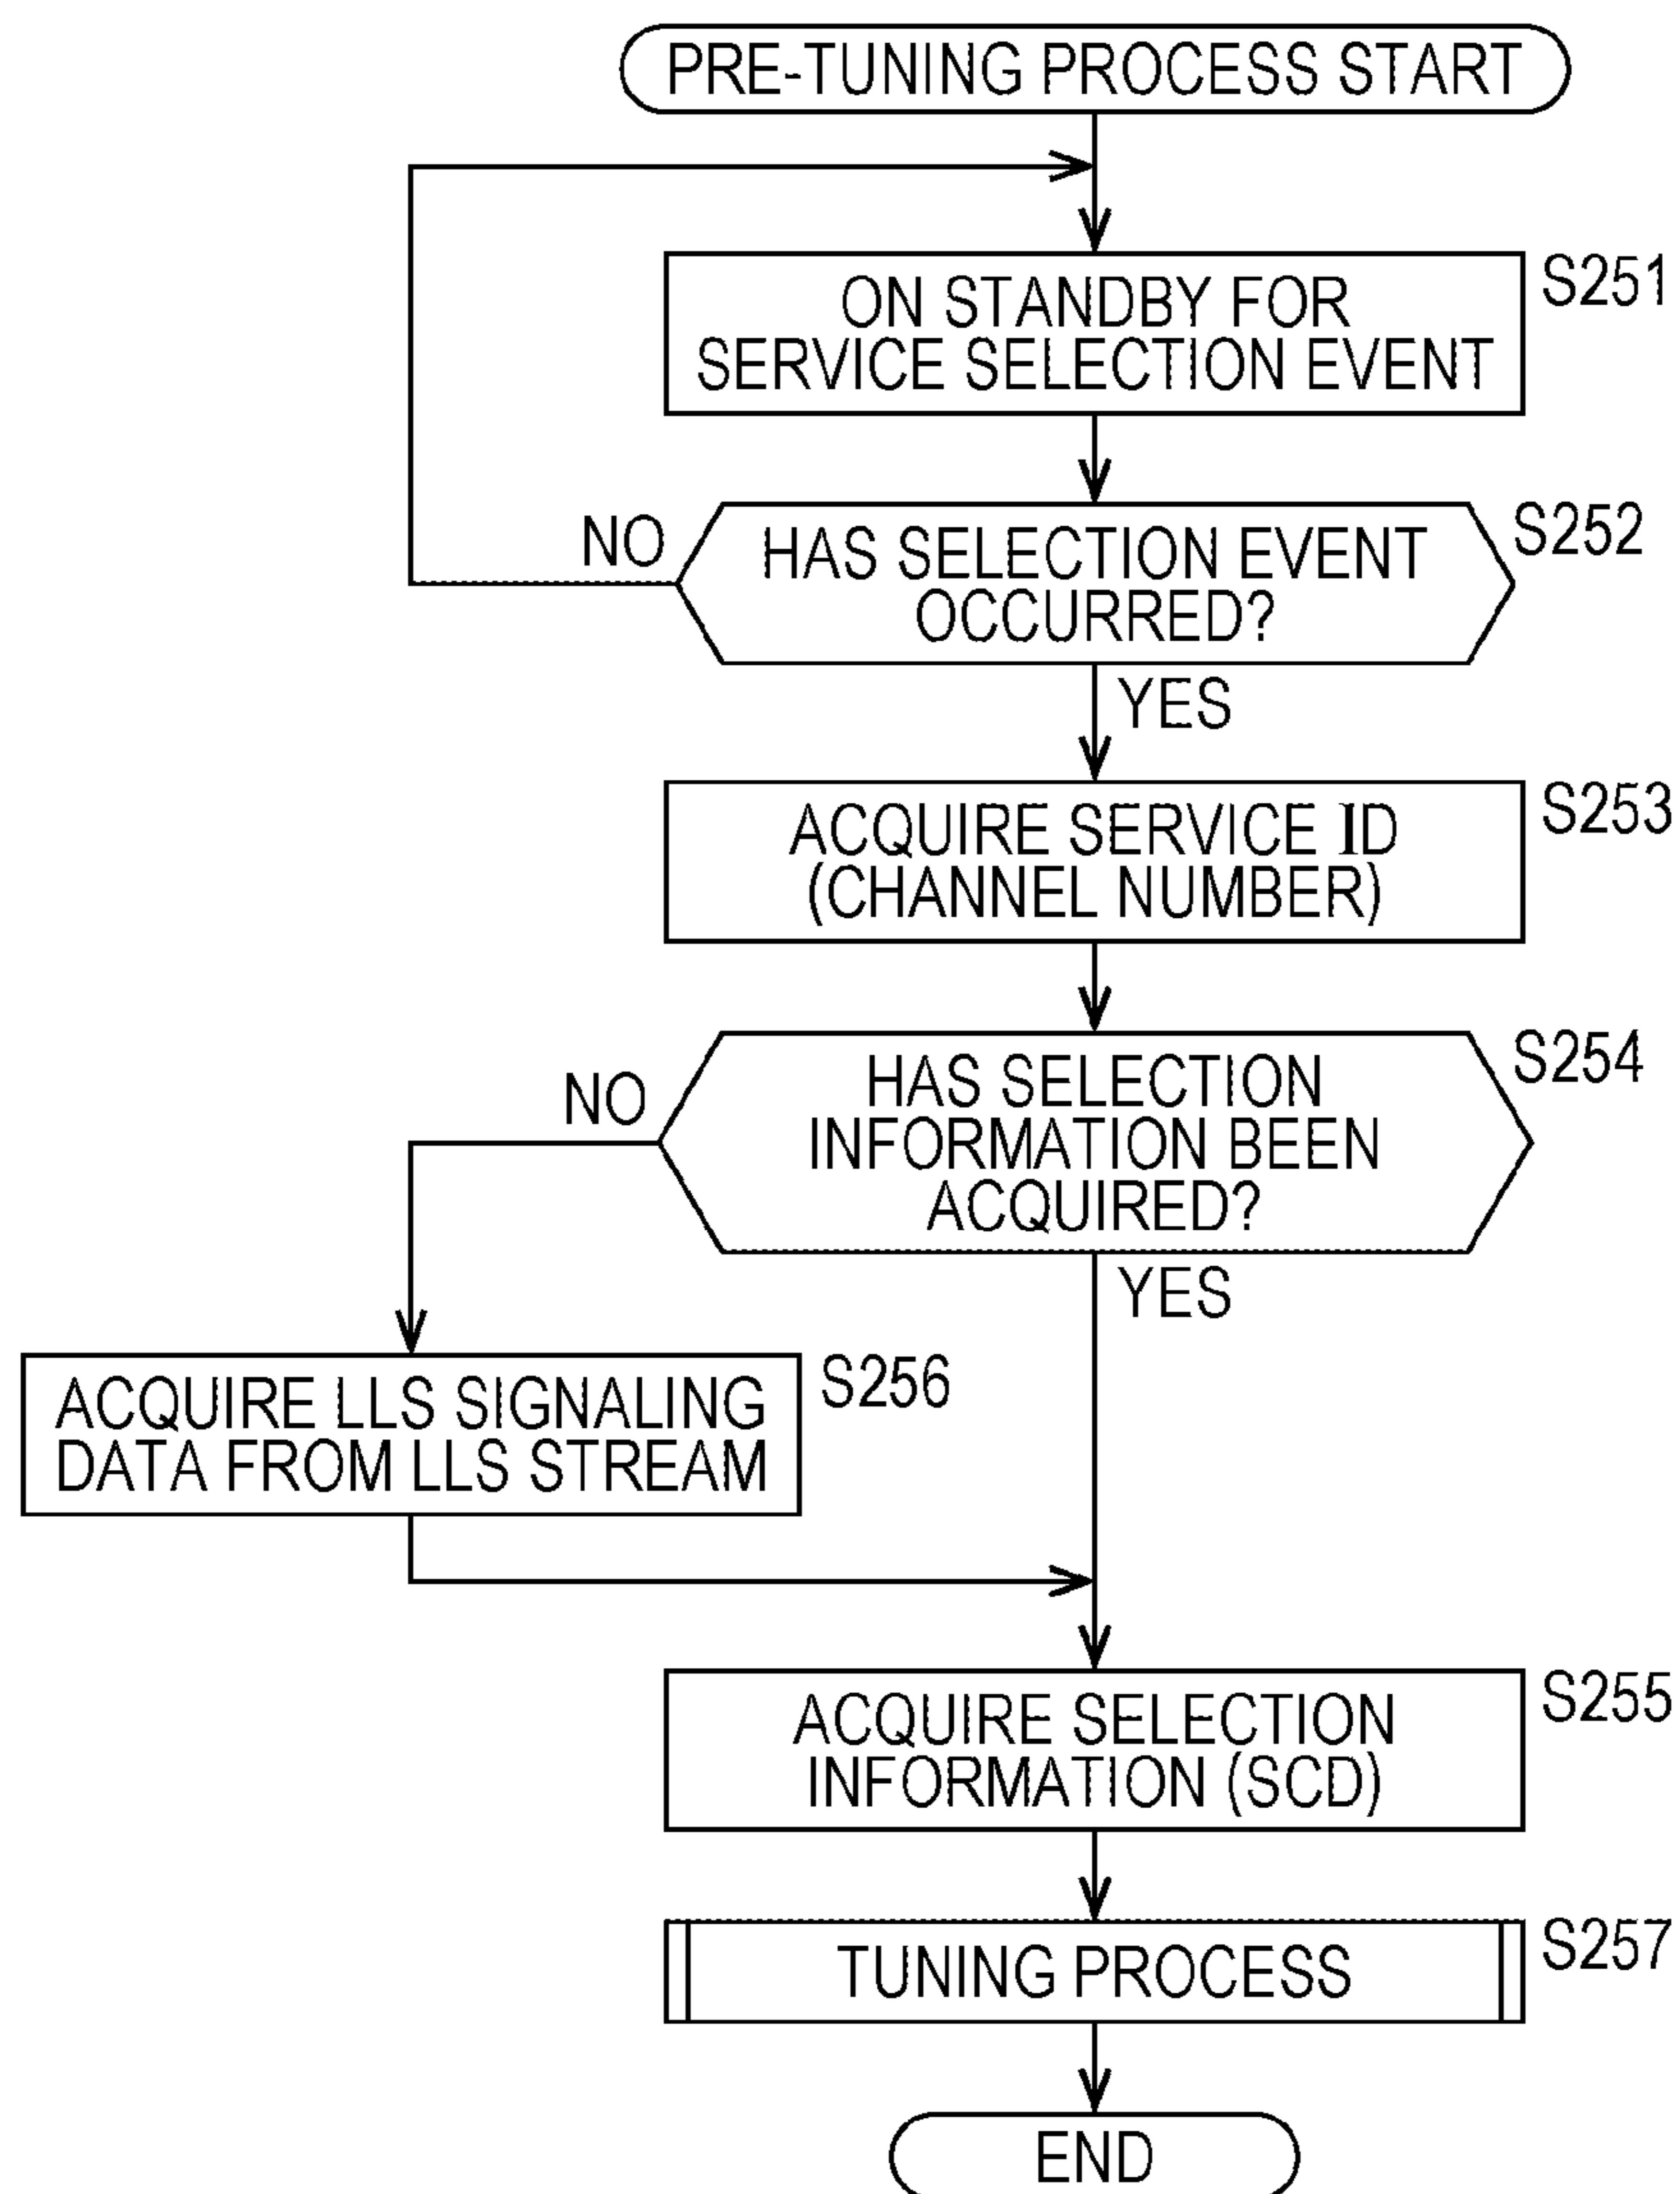 PRE-TUNING PROCESS START
ON STANDBY FOR
SERVICE SELECTION EVENT
S251
HAS SELECTION EVENT
OCCURRED?
S252
NO
YES
ACQUIRE SERVICE ID
(CHANNEL NUMBER)
S253
HAS SELECTION
INFORMATION BEEN
ACQUIRED?
S254
NO
YES
ACQUIRE LLS SIGNALING
DATA FROM LLS STREAM
S256
ACQUIRE SELECTION
INFORMATION (SCD)
S255
TUNING PROCESS
S257
END